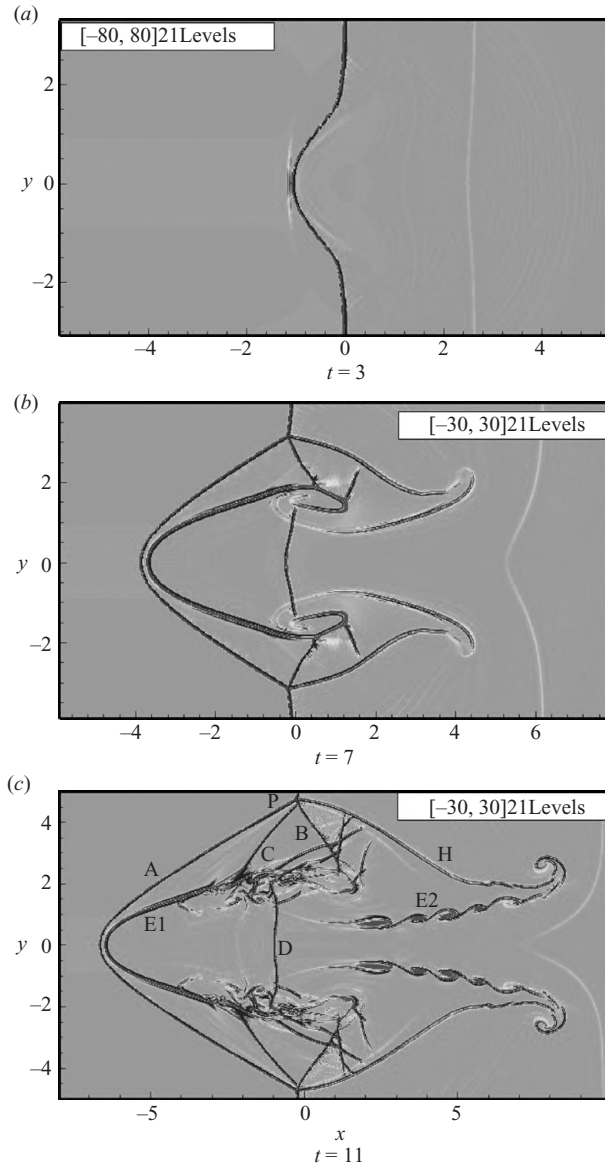 (a)
[–80, 80]21Levels
2
y 0
–2
–4 –2 0 2 4
t = 3
(b)
[–30, 30]21Levels
2
y 0
–2
–4 –2 0 2 4 6
t = 7
(c)
[–30, 30]21Levels
P
4
B
A C H
2
E1 E2
y 0 D
–2
–4
–5 0 5
x
t = 11